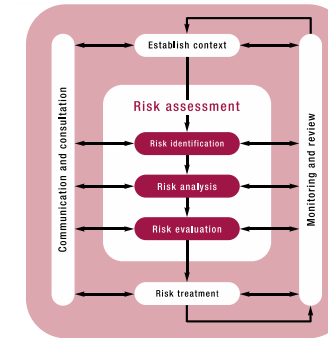 Establish context
Communication and consultation
Risk assessment
Risk identification
Risk analysis
Risk evaluation
Monitoring and review
Risk treatment